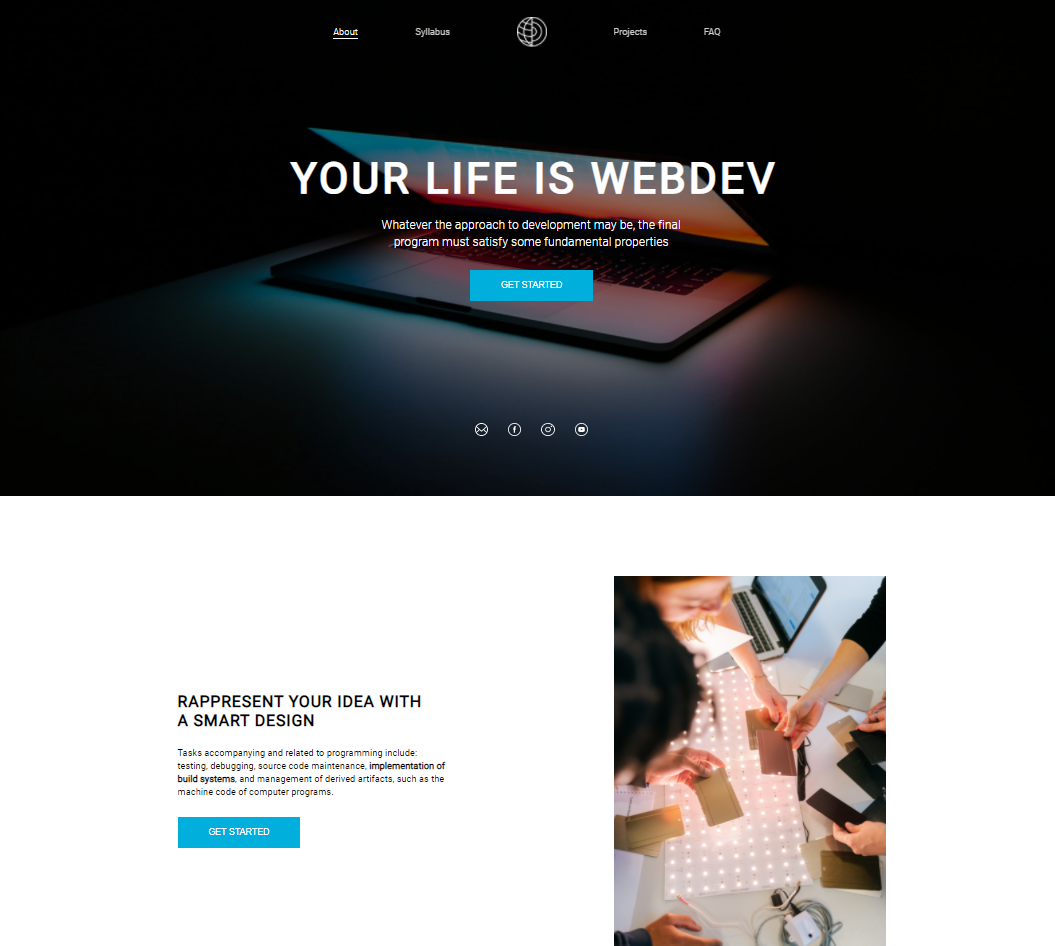 About
Syllabus
Projects
FAQ
YOUR LIFE IS WEBDEV
Whatever the approach to development may be, the final
program must satisfy some fundamental properties
GET STARTED
RAPPRESENT YOUR IDEA WITH
A SMART DESIGN
Tasks accompanying and related to programming include:
testing, debugging, source code maintenance, implementation of
build systems, and management of derived artifacts, such as the
machine code of computer programs.
GET STARTED